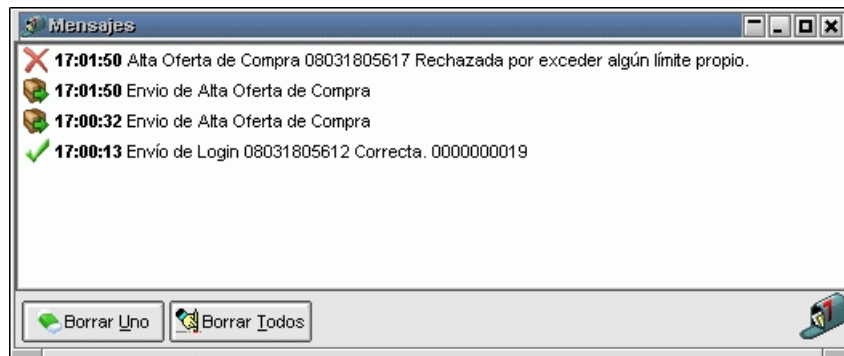 Mensajes
17:01:50 Alta Oferta de Compra 08031805617 Rechazada por exceder algún límite propio.
17:01:50 Envio de Alta Oferta de Compra
17:00:32 Envio de Alta Oferta de Compra
17:00:13 Envío de Login 08031805612 Correcta. 0000000019
Borrar Uno Borrar Todos